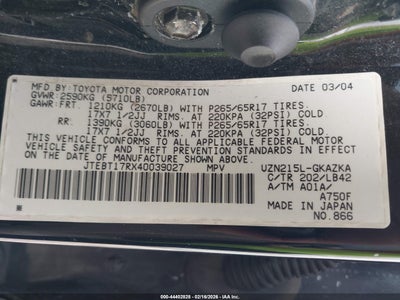 MFD.BY:TOYOTA MOTOR CORPORATION DATE 03/04
GVWR:2590KG (5710LB)
GAWR:FRT. 1210KG (2670LB) WITH P265/65R17 TIRES.
17X7 1/2JJ RIMS. AT 220KPA (32PSI) COLD
RR: 1390KG (3060LB) WITH P265/65R17 TIRES.
17X7 1/2JJ RIMS. AT 220KPA (32PSI) COLD
THIS VEHICLE CONFORMS TO ALL APPLICABLE FEDERAL MOTOR
VEHICLE SAFETY AND BUMPER STANDARDS IN EFFECT ON THE
DATE OF MANUFACTURE SHOWN ABOVE.
JTEBT17RX40039027 MPV
UZN215L-GKAZKA
C/TR 202/LB42
A/TM A01A/
A750F
MADE IN JAPAN
NO.866
000-44402825 - 02/18/2026 - IAA